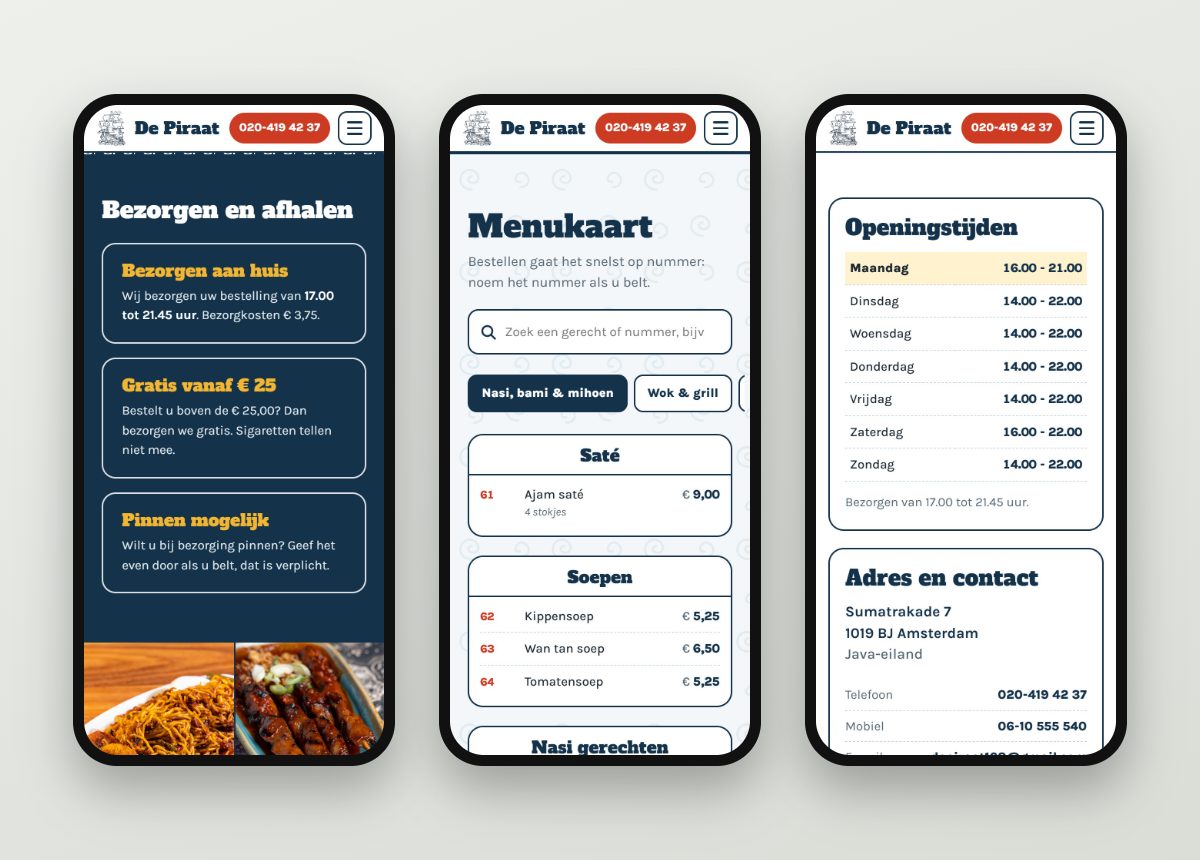 De Piraat
020-419 42 37
Bezorgen en afhalen
Bezorgen aan huis
Wij bezorgen uw bestelling van 17.00
tot 21.45 uur. Bezorgkosten € 3,75.
Gratis vanaf € 25
Bestelt u boven de € 25,00? Dan
bezorgen we gratis. Sigaretten tellen
niet mee.
Pinnen mogelijk
Wilt u bij bezorging pinnen? Geef het
even door als u belt, dat is verplicht.
De Piraat
020-419 42 37
Menukaart
Bestellen gaat het snelst op nummer:
noem het nummer als u belt.
Zoek een gerecht of nummer, bijv
Nasi, bami & mihoen
Wok & grill
Saté
61 Ajam saté € 9,00
4 stokjes
Soepen
62 Kippensoep € 5,25
63 Wan tan soep € 6,50
64 Tomatensoep € 5,25
Nasi gerechten
De Piraat
020-419 42 37
Openingstijden
Maandag 16.00 - 21.00
Dinsdag 14.00 - 22.00
Woensdag 14.00 - 22.00
Donderdag 14.00 - 22.00
Vrijdag 14.00 - 22.00
Zaterdag 16.00 - 22.00
Zondag 14.00 - 22.00
Bezorgen van 17.00 tot 21.45 uur.
Adres en contact
Sumatrakade 7
1019 BJ Amsterdam
Java-eiland
Telefoon 020-419 42 37
Mobiel 06-10 555 540